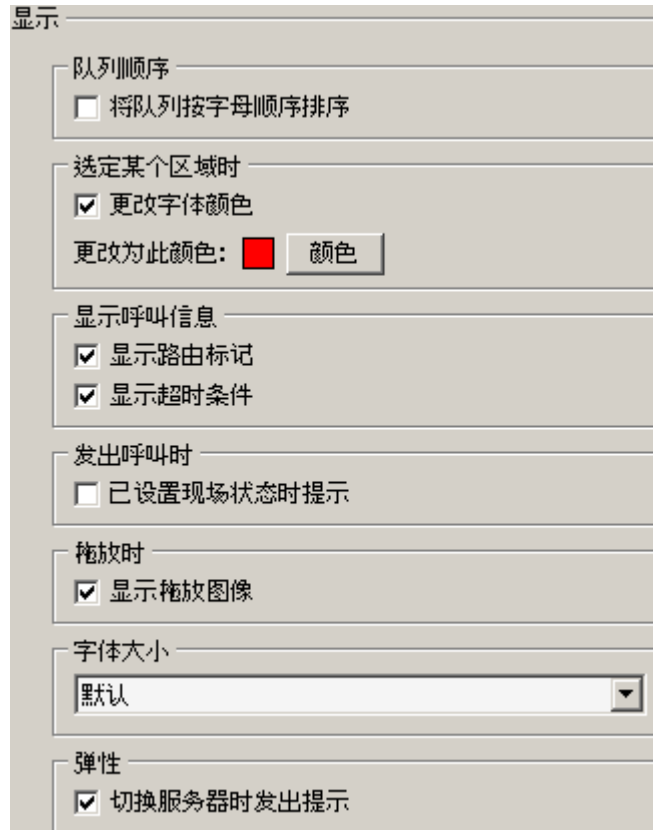 显示
队列顺序
将队列按字母顺序排序
选定某个区域时
更改字体颜色
更改为此颜色: 颜色
显示呼叫信息
显示路由标记
显示超时条件
发出呼叫时
已设置现场状态时提示
拖放时
显示拖放图像
字体大小
默认
弹性
切换服务器时发出提示